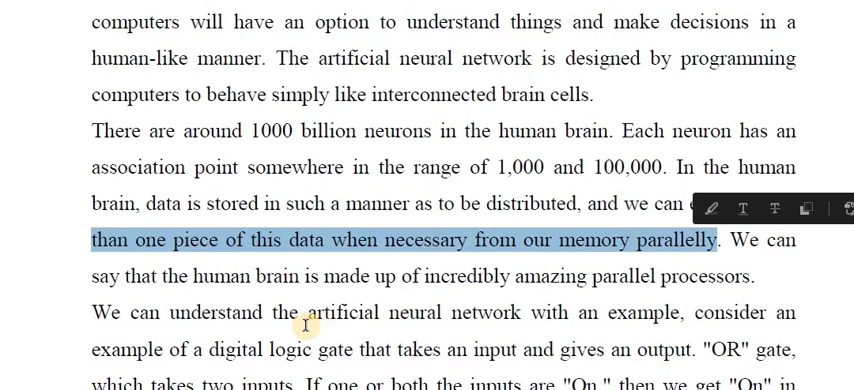 computers will have an option to understand things and make decisions in a
human-like manner. The artificial neural network is designed by programming
computers to behave simply like interconnected brain cells.
There are around 1000 billion neurons in the human brain. Each neuron has an
association point somewhere in the range of 1,000 and 100,000. In the human
brain, data is stored in such a manner as to be distributed, and we can
than one piece of this data when necessary from our memory parallelly. We can
say that the human brain is made up of incredibly amazing parallel processors.
We can understand the artificial neural network with an example, consider an
example of a digital logic gate that takes an input and gives an output. "OR" gate,
which takes two inputs. If one or both the inputs are "On," then we get "On" in